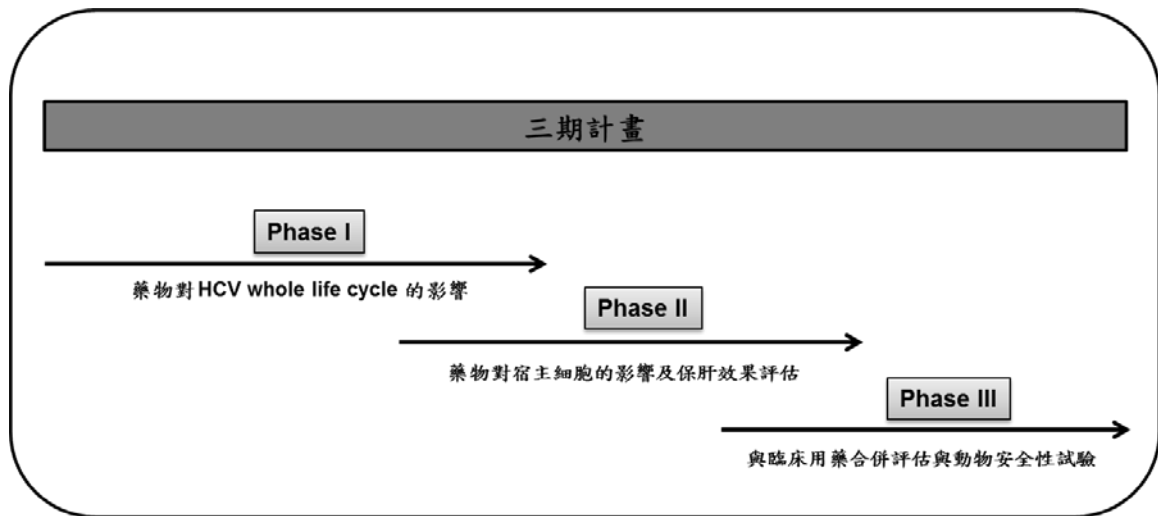 三期計畫
Phase I
藥物對HCV whole life cycle 的影響
Phase II
藥物對宿主細胞的影響及保肝效果評估
Phase III
與臨床用藥合併評估與動物安全性試驗